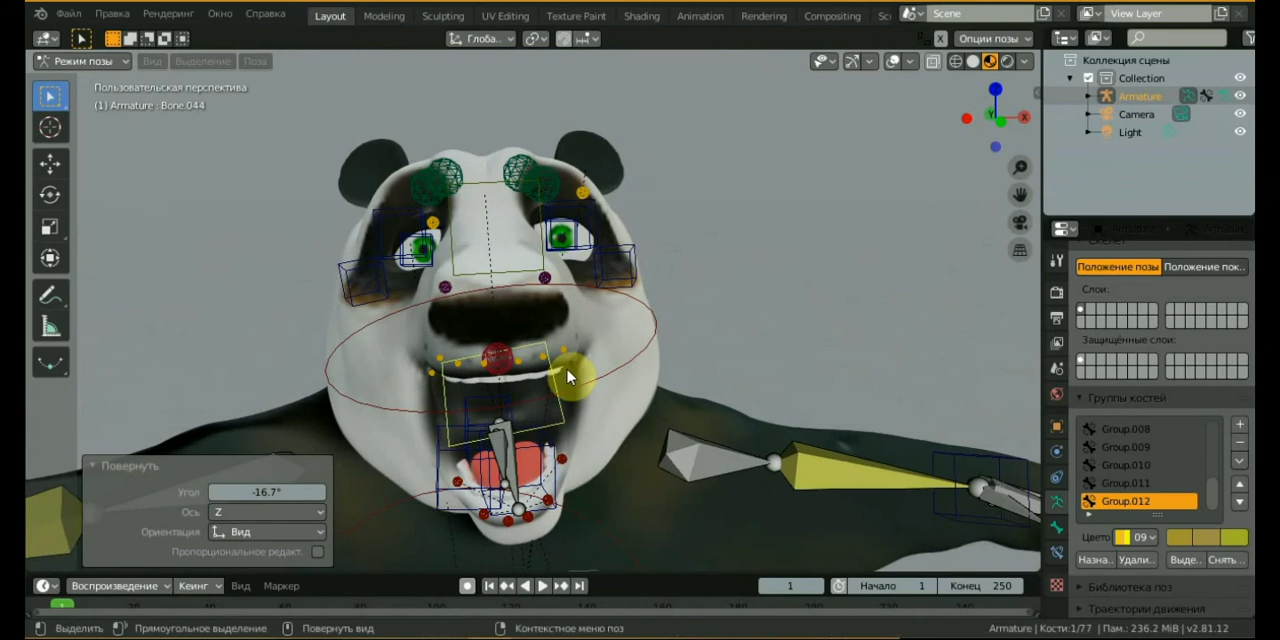 Файл Правка Рендеринг Окно Справка Layout Modeling Sculpting UV Editing Texture Paint Shading Animation Rendering Compositing Sc Scene View Layer
Глоба.. X Опции позы
Режим позы Вид Выделение Поза
Пользовательская перспектива
(1) Armature : Bone.044
Коллекция сцены
Collection
Armature
Camera
Light
Y X
Скелет
Положение позы Положение пок..
Слои:
Защищённые слои:
Группы костей
Group.008
Group.009
Group.010
Group.011
Group.012
Цвето 09
Назна.. Удали.. Выде.. Снять ..
Библиотека поз
Траектории движения
Повернуть
Угол -16.7°
Ось Z
Ориентация Вид
Пропорциональное редакт.
Воспроизведение Кеинг Вид Маркер 1 Начало 1 Конец 250
1
Выделить Прямоугольное выделение Повернуть вид Контекстное меню поз Armature | Кости:1/77 | Пам.: 236.2 MiB | v2.81.12